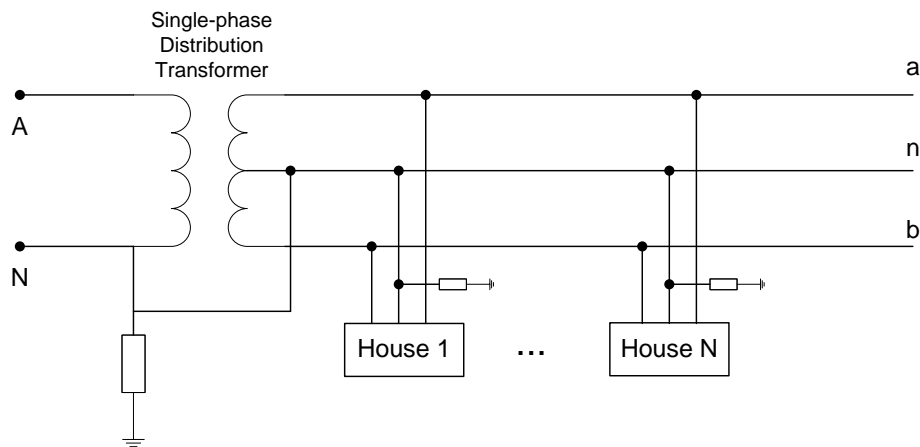 Single-phase
Distribution
Transformer
a
A
n
N
b
House 1
...
House N